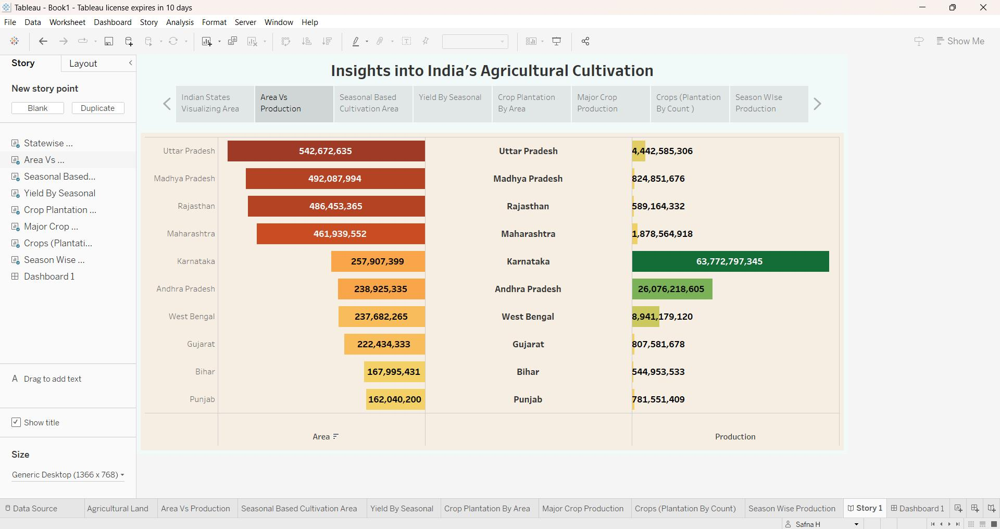 Tableau - Book1 - Tableau license expires in 10 days
File Data Worksheet Dashboard Story Analysis Format Server Window Help
Show Me
Story Layout
New story point
Blank Duplicate
Statewise ...
Area Vs ...
Seasonal Based...
Yield By Seasonal
Crop Plantation ...
Major Crop ...
Crops (Plantati...
Season Wise ...
Dashboard 1
A Drag to add text
Show title
Size
Generic Desktop (1366 x 768)
Insights into India's Agricultural Cultivation
Indian States
Visualizing Area
Area Vs
Production
Seasonal Based
Cultivation Area
Yield By Seasonal
Crop Plantation
By Area
Major Crop
Production
Crops (Plantation
By Count )
Season WIse
Production
Uttar Pradesh 542,672,635 Uttar Pradesh 4,442,585,306
Madhya Pradesh 492,087,994 Madhya Pradesh 824,851,676
Rajasthan 486,453,365 Rajasthan 589,164,332
Maharashtra 461,939,552 Maharashtra 1,878,564,918
Karnataka 257,907,399 Karnataka 63,772,797,345
Andhra Pradesh 238,925,335 Andhra Pradesh 26,076,218,605
West Bengal 237,682,265 West Bengal 8,941,179,120
Gujarat 222,434,333 Gujarat 807,581,678
Bihar 167,995,431 Bihar 544,953,533
Punjab 162,040,200 Punjab 781,551,409
Area Production
Data Source Agricultural Land Area Vs Production Seasonal Based Cultivation Area Yield By Seasonal Crop Plantation By Area Major Crop Production Crops (Plantation By Count) Season Wise Production Story 1 Dashboard 1
Safna H